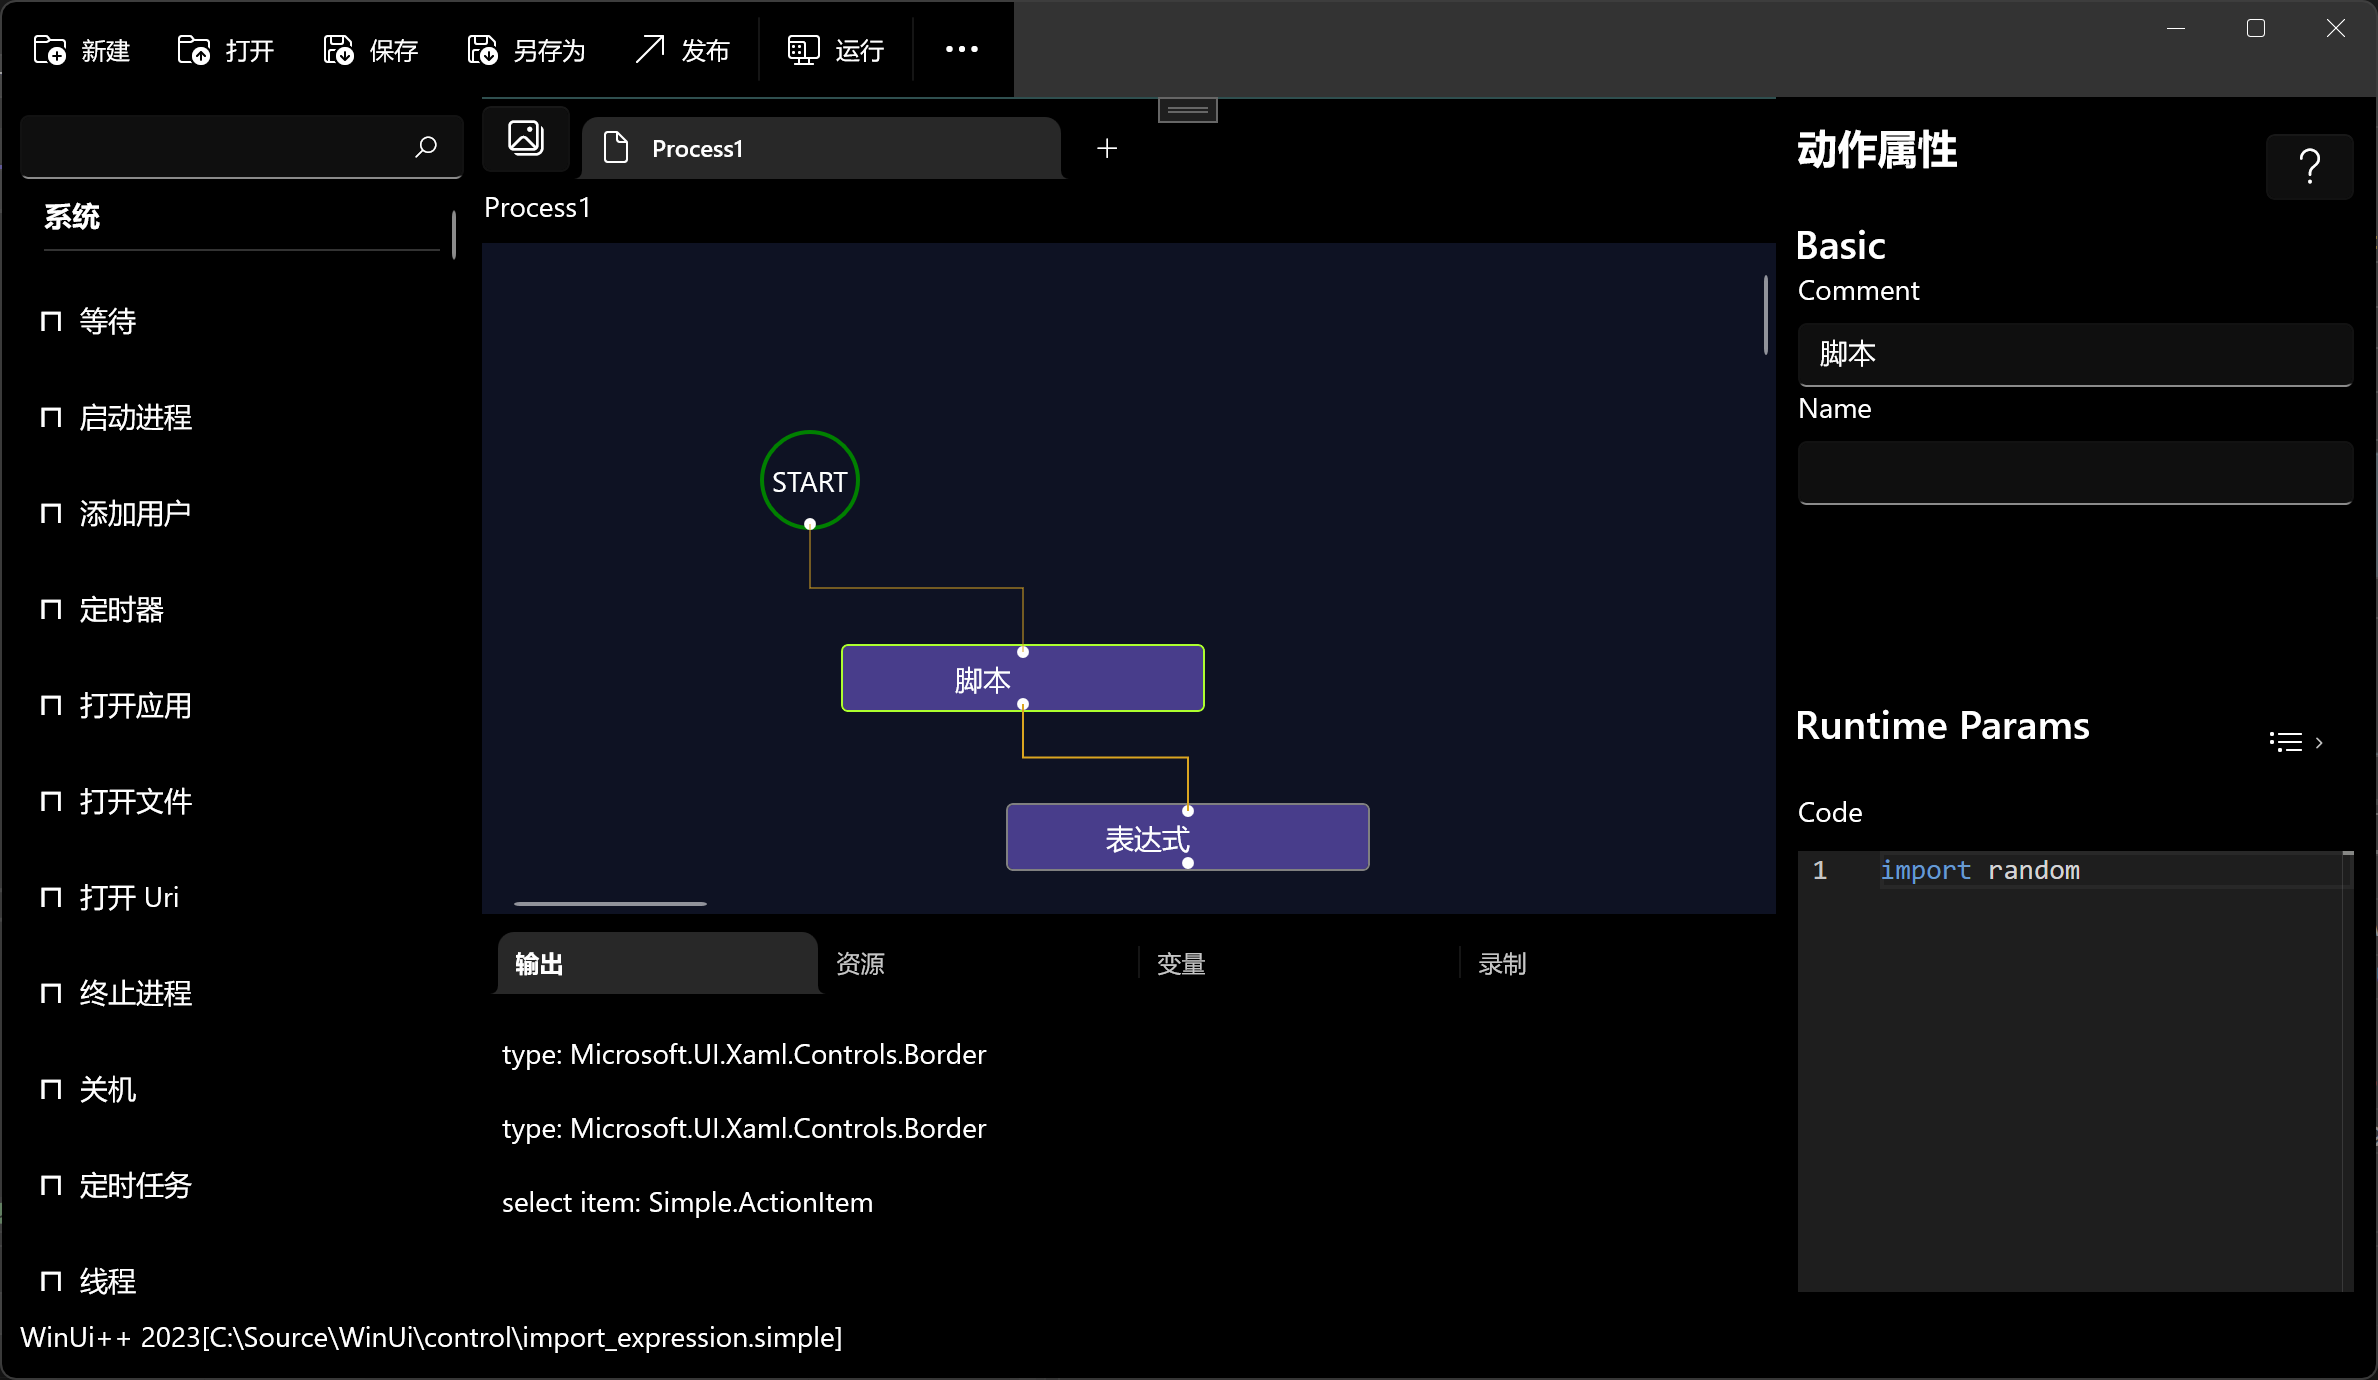 新建 打开 保存 另存为 发布 运行
系统
等待
启动进程
添加用户
定时器
打开应用
打开文件
打开 Uri
终止进程
关机
定时任务
线程
Process1
Process1
START
脚本
表达式
输出 资源 变量 录制
type: Microsoft.UI.Xaml.Controls.Border
type: Microsoft.UI.Xaml.Controls.Border
select item: Simple.ActionItem
动作属性
Basic
Comment
脚本
Name
Runtime Params
Code
1 import random
WinUi++ 2023[C:\Source\WinUi\control\import_expression.simple]